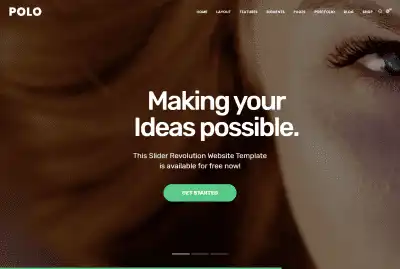 POLO
HOME LAYOUT FEATURES ELEMENTS PAGES PORTFOLIO BLOG SHOP
Making your
Ideas possible.
This Slider Revolution Website Template
is available for free now!
GET STARTED